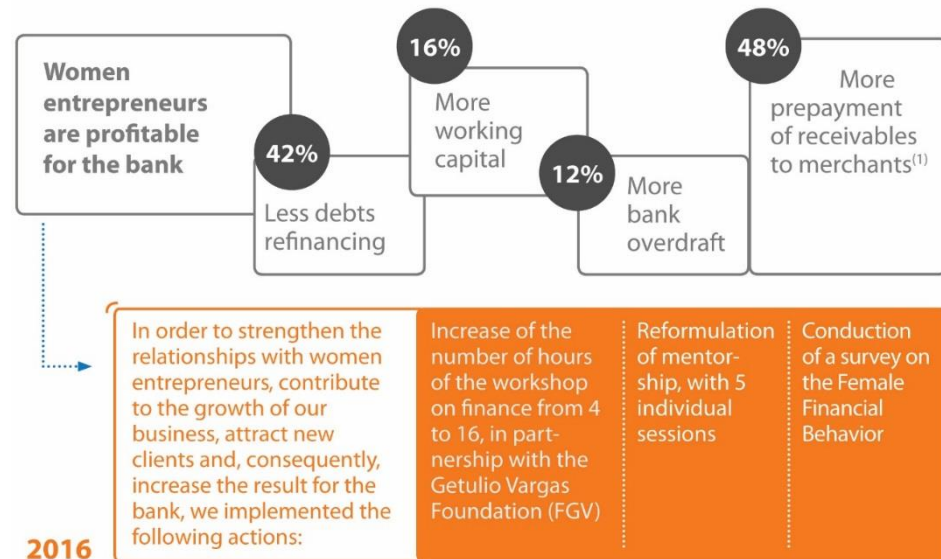 Women
entrepreneurs
are profitable
for the bank
42%
Less debts
refinancing
16%
More
working
capital
12%
More
bank
overdraft
48%
More
prepayment
of receivables
to merchants(1)
In order to strengthen the
relationships with women
entrepreneurs, contribute
to the growth of our
business, attract new
clients and, consequently,
increase the result for the
bank, we implemented the
following actions:
Increase of the
number of hours
of the workshop
on finance from 4
to 16, in part-
nership with the
Getulio Vargas
Foundation (FGV)
Reformulation
of mentor-
ship, with 5
individual
sessions
Conduction
of a survey on
the Female
Financial
Behavior
2016